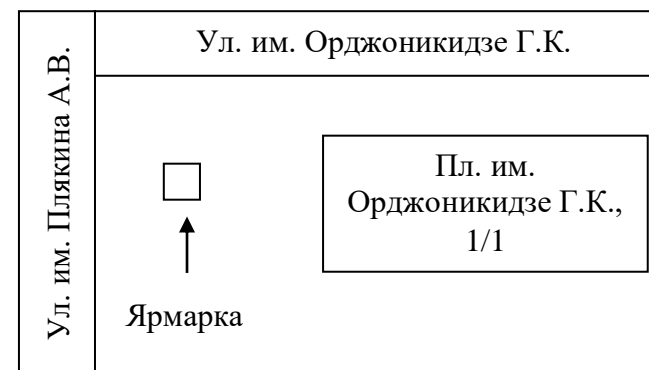 Ул. им. Орджоникидзе Г.К.
Ул. им. Плякина А.В.
Пл. им.
Орджоникидзе Г.К.,
1/1
Ярмарка